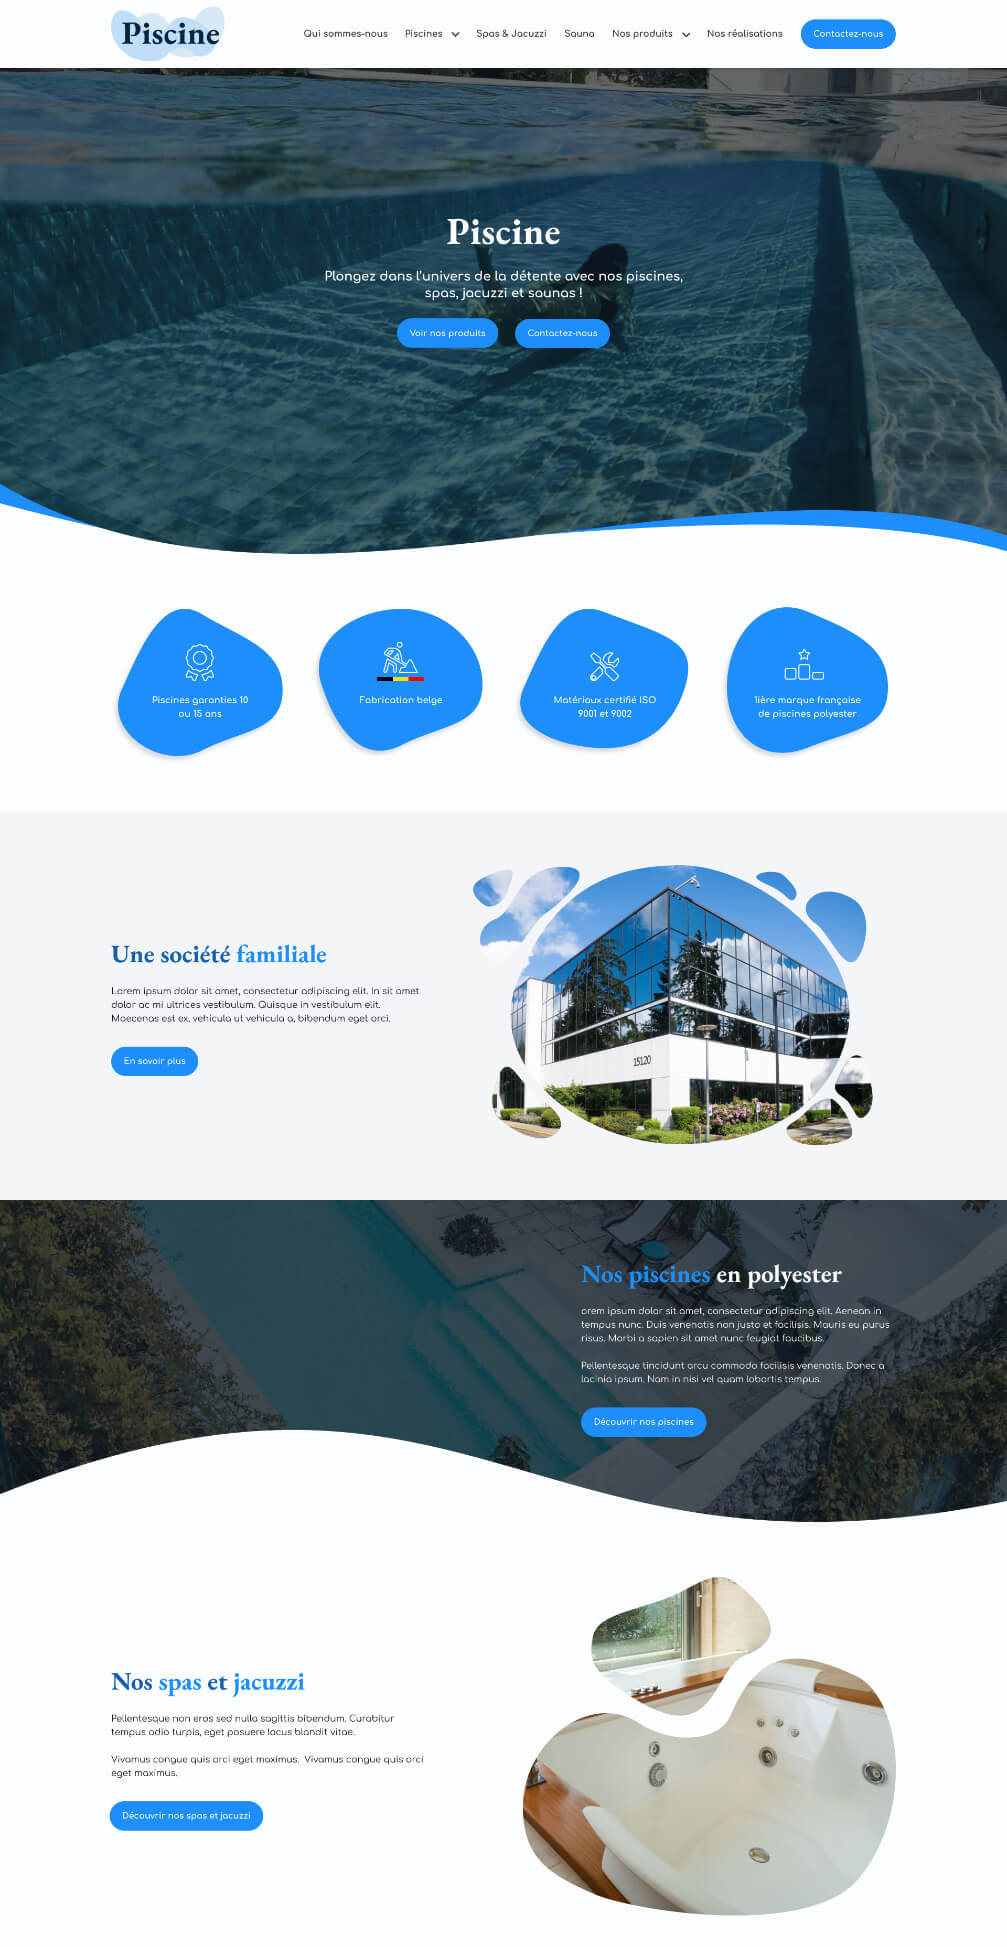 Piscine
Qui sommes-nous
Piscines
Spas & Jacuzzi
Sauna
Nos produits
Nos réalisations
Contactez-nous
Piscine
Plongez dans l'univers de la détente avec nos piscines,
spas, jacuzzi et saunas !
Voir nos produits
Contactez-nous
Piscines garanties 10
ou 15 ans
Fabrication belge
Matériaux certifié ISO
9001 et 9002
1ière marque française
de piscines polyester
Une société familiale
Lorem ipsum dolor sit amet, consectetur adipiscing elit. In sit amet
dolor ac mi ultrices vestibulum. Quisque in vestibulum elit.
Maecenas est ex, vehicula ut vehicula a, bibendum eget orci.
En savoir plus
15120
Nos piscines en polyester
orem ipsum dolor sit amet, consectetur adipiscing elit. Aenean in
tempus nunc. Duis venenatis non justo et facilisis. Mauris eu purus
risus. Morbi a sapien sit amet nunc feugiat faucibus.
Pellentesque tincidunt arcu commodo facilisis venenatis. Donec a
lacinia ipsum. Nam in nisi vel quam lobortis tempus.
Découvrir nos piscines
Nos spas et jacuzzi
Pellentesque non eros sed nulla sagittis bibendum. Curabitur
tempus odio turpis, eget posuere lacus blandit vitae.
Vivamus congue quis orci eget maximus.  Vivamus congue quis orci
eget maximus.
Découvrir nos spas et jacuzzi